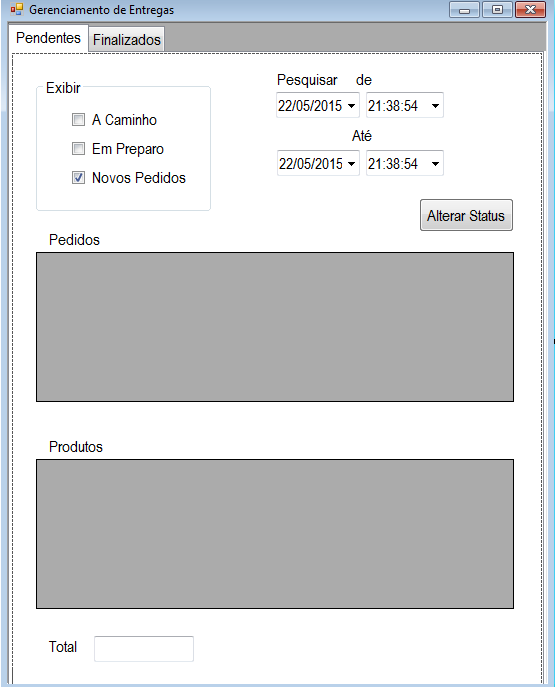 Gerenciamento de Entregas
Pendentes Finalizados
Exibir
A Caminho
Em Preparo
Novos Pedidos
Pesquisar de
22/05/2015 21:38:54
Até
22/05/2015 21:38:54
Alterar Status
Pedidos
Produtos
Total